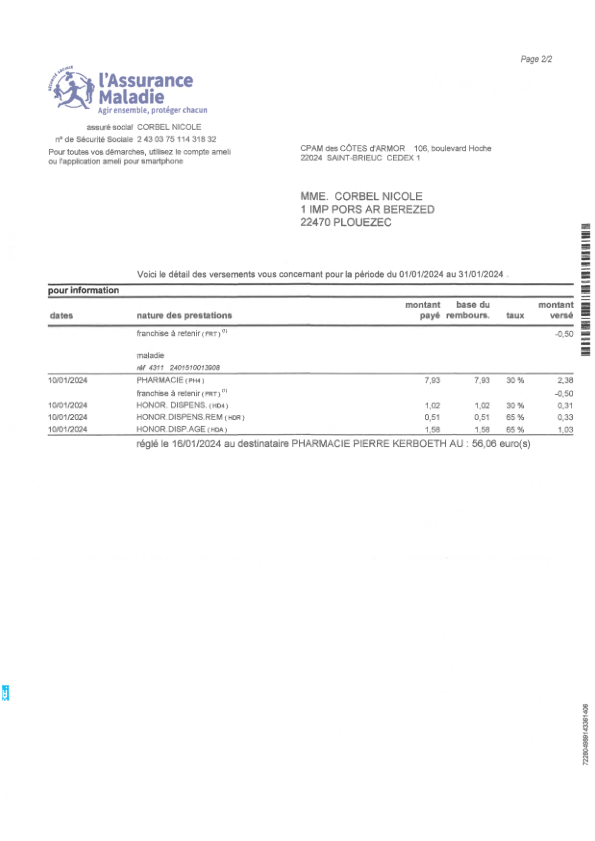 Page 2/2
SÉCURITÉ SOCIALE
l'Assurance
Maladie
Agir ensemble, protéger chacun
assuré social CORBEL NICOLE
n° de Sécurité Sociale 2 43 03 75 114 318 32
Pour toutes vos démarches, utilisez le compte ameli
ou l'application ameli pour smartphone
CPAM des CÔTES d'ARMOR 106, boulevard Hoche
22024 SAINT-BRIEUC CEDEX 1
MME. CORBEL NICOLE
1 IMP PORS AR BEREZED
22470 PLOUEZEC
Voici le détail des versements vous concernant pour la période du 01/01/2024 au 31/01/2024 .
pour information
dates nature des prestations montant payé base du rembours. taux montant versé
franchise à retenir (FRT) (1) -0,50
maladie
réf 4311 2401510013908
10/01/2024 PHARMACIE (PH4) 7,93 7,93 30 % 2,38
franchise à retenir (FRT) (1) -0,50
10/01/2024 HONOR. DISPENS. (HD4) 1,02 1,02 30 % 0,31
10/01/2024 HONOR.DISPENS.REM (HDR) 0,51 0,51 65 % 0,33
10/01/2024 HONOR.DISP.AGE (HDA) 1,58 1,58 65 % 1,03
réglé le 16/01/2024 au destinataire PHARMACIE PIERRE KERBOETH AU : 56,06 euro(s)